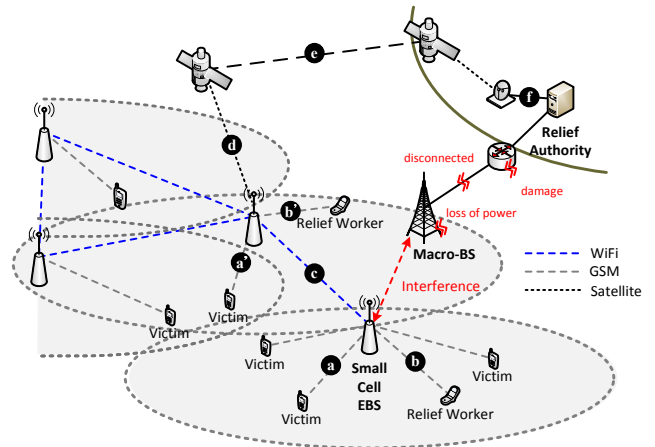 e
f
Relief
Authority
disconnected
damage
d
b'
Relief Worker
loss of power
Macro-BS
WiFi
GSM
Satellite
c
a'
Interference
Victim
Victim
Victim
a
b
Victim
Small
Cell
EBS
Victim
Relief Worker